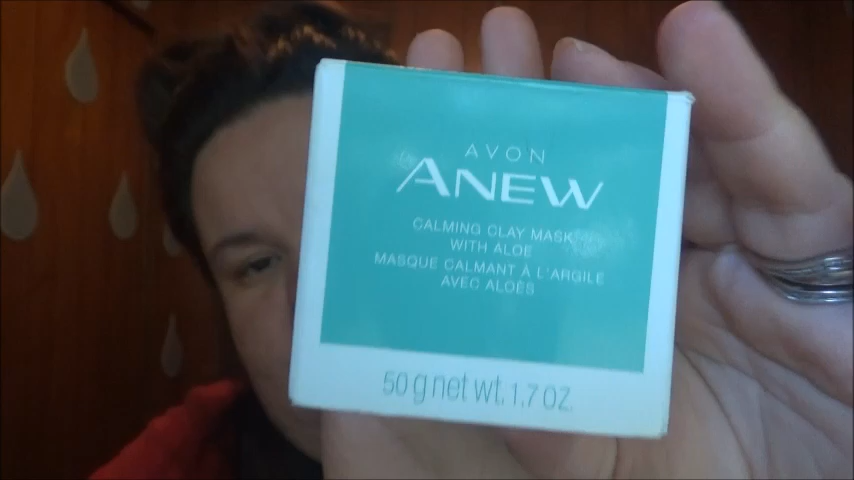 AVON
ANEW
CALMING CLAY MASK
WITH ALOE
MASQUE CALMANT À L'ARGILE
AVEC ALOÈS
50 g net wt. 1.7 OZ.